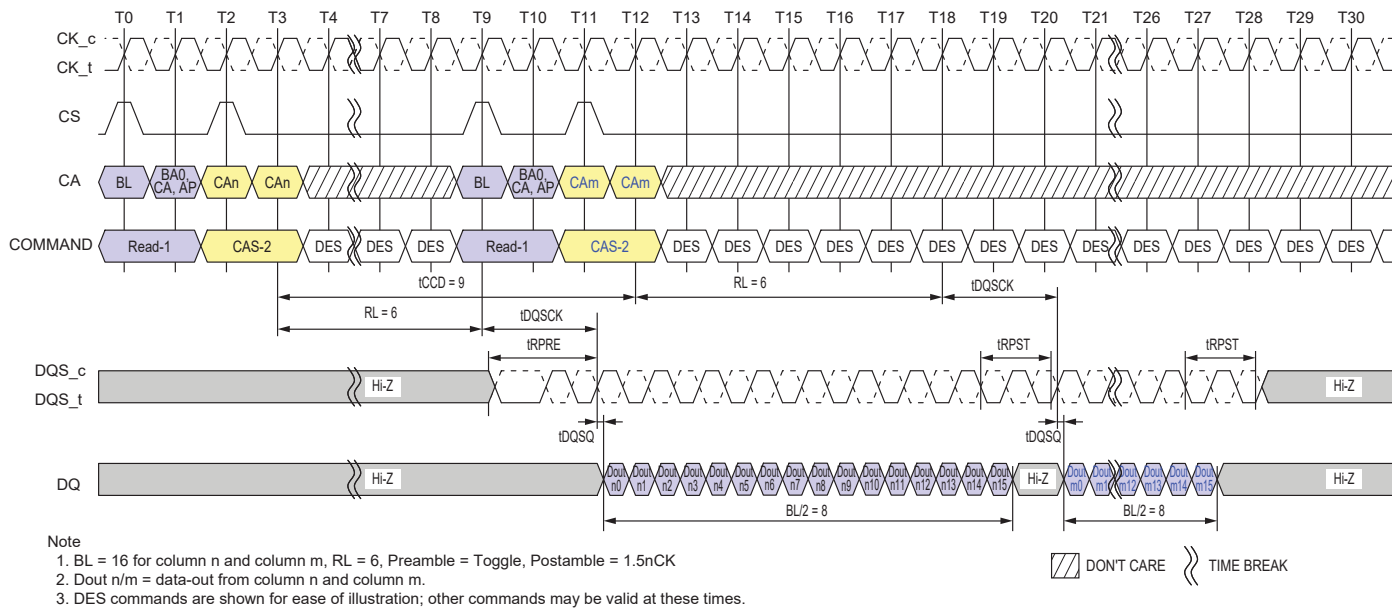 T0 T1 T2 T3 T4 T7 T8 T9 T10 T11 T12 T13 T14 T15 T16 T17 T18 T19 T20 T21 T26 T27 T28 T29 T30
CK_c
CK_t
CS
CA BL BA0, CA, AP CAn CAn BL BA0, CA, AP CAm CAm
COMMAND Read-1 CAS-2 DES DES DES Read-1 CAS-2 DES DES DES DES DES DES DES DES DES DES DES DES DES DES
tCCD = 9 RL = 6 tDQSCK
RL = 6 tDQSCK
tRPRE tRPST tRPST
DQS_c
DQS_t
Hi-Z Hi-Z
tDQSQ tDQSQ
DQ Hi-Z Dout n0 Dout n1 Dout n2 Dout n3 Dout n4 Dout n5 Dout n6 Dout n7 Dout n8 Dout n9 Dout n10 Dout n11 Dout n12 Dout n13 Dout n14 Dout n15 Hi-Z Dout m0 Dout m1 Dout m12 Dout m13 Dout m14 Dout m15 Hi-Z
BL/2 = 8 BL/2 = 8
Note
1. BL = 16 for column n and column m, RL = 6, Preamble = Toggle, Postamble = 1.5nCK
2. Dout n/m = data-out from column n and column m.
3. DES commands are shown for ease of illustration; other commands may be valid at these times.
DON'T CARE TIME BREAK